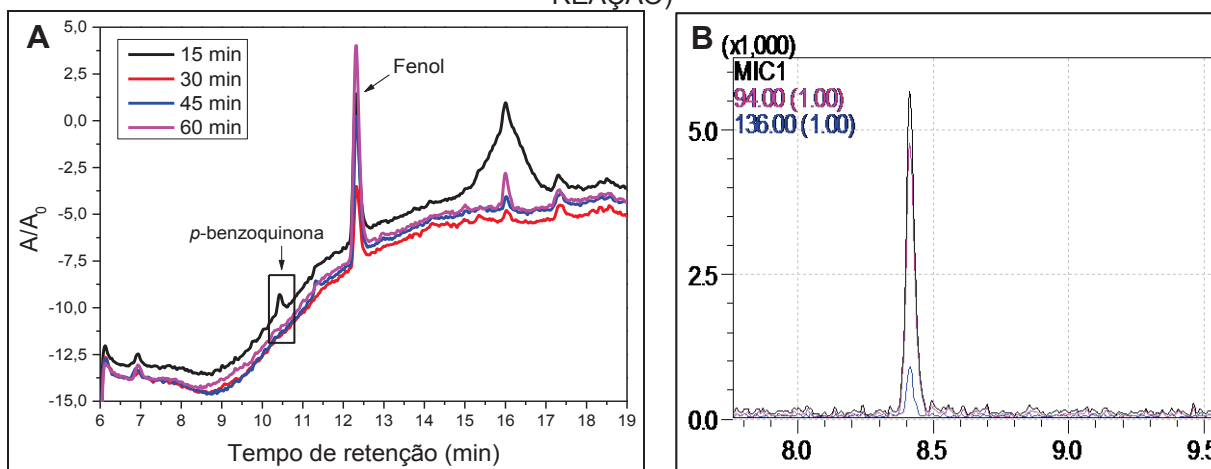 REAÇÃO)
A
15 min
30 min
45 min
60 min
Fenol
p-benzoquinona
5,0
2,5
0,0
-2,5
-5,0
-7,5
-10,0
-12,5
-15,0
A/A0
6 7 8 9 10 11 12 13 14 15 16 17 18 19
Tempo de retenção (min)
B (x1,000)
MIC1
94.00 (1.00)
136.00 (1.00)
5.0
2.5
0.0
8.0 8.5 9.0 9.5